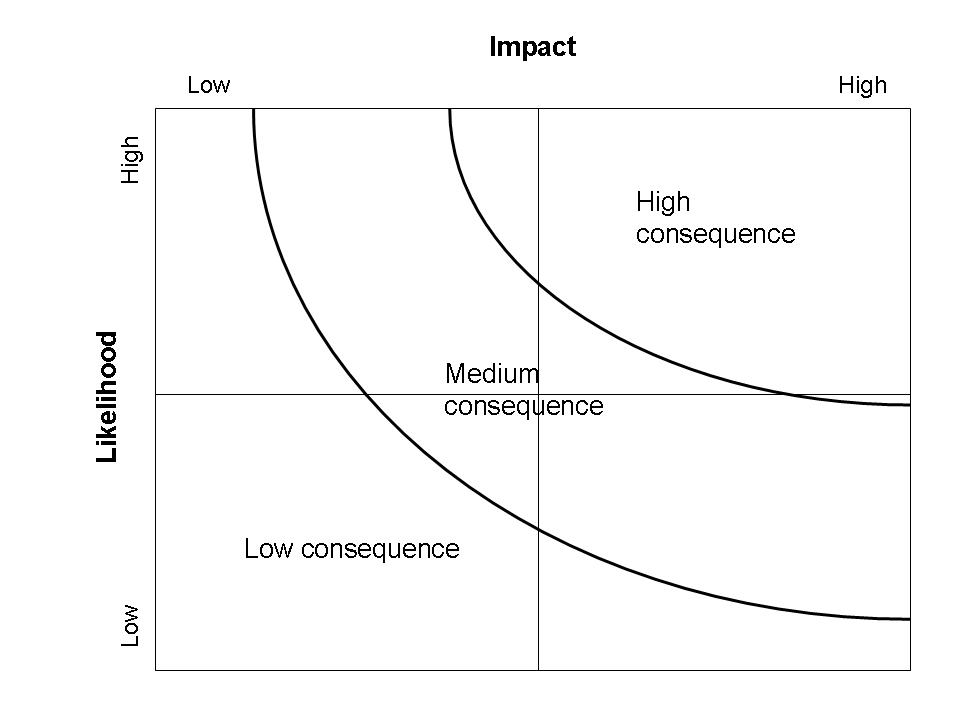 Impact
Low
High
High
High
consequence
Likelihood
Medium
consequence
Low consequence
Low